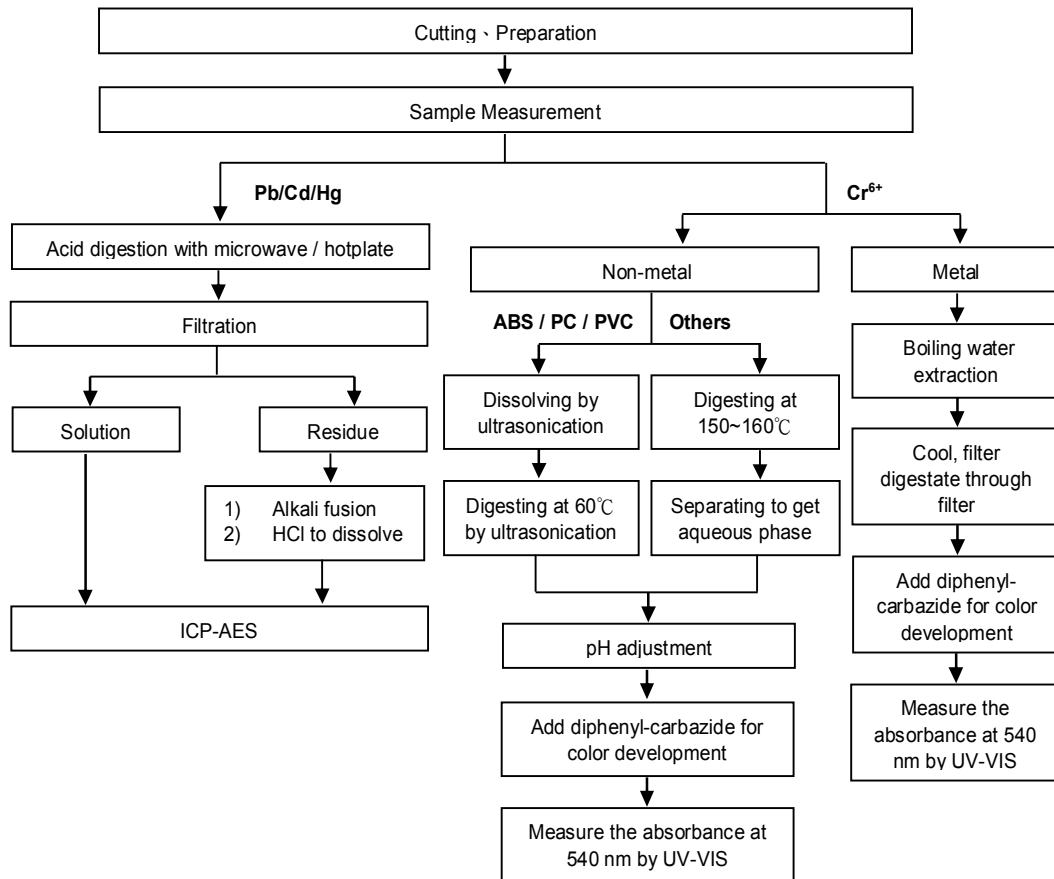 Cutting、Preparation
Sample Measurement
Pb/Cd/Hg
Cr⁶⁺
Acid digestion with microwave / hotplate
Non-metal
Metal
Filtration
ABS / PC / PVC
Others
Boiling water
extraction
Solution
Residue
Dissolving by
ultrasonication
Digesting at
150~160℃
Cool, filter
digestate through
filter
1) Alkali fusion
2) HCl to dissolve
Digesting at 60℃
by ultrasonication
Separating to get
aqueous phase
Add diphenyl-
carbazide for color
development
ICP-AES
pH adjustment
Measure the
absorbance at 540
nm by UV-VIS
Add diphenyl-carbazide for
color development
Measure the absorbance at
540 nm by UV-VIS